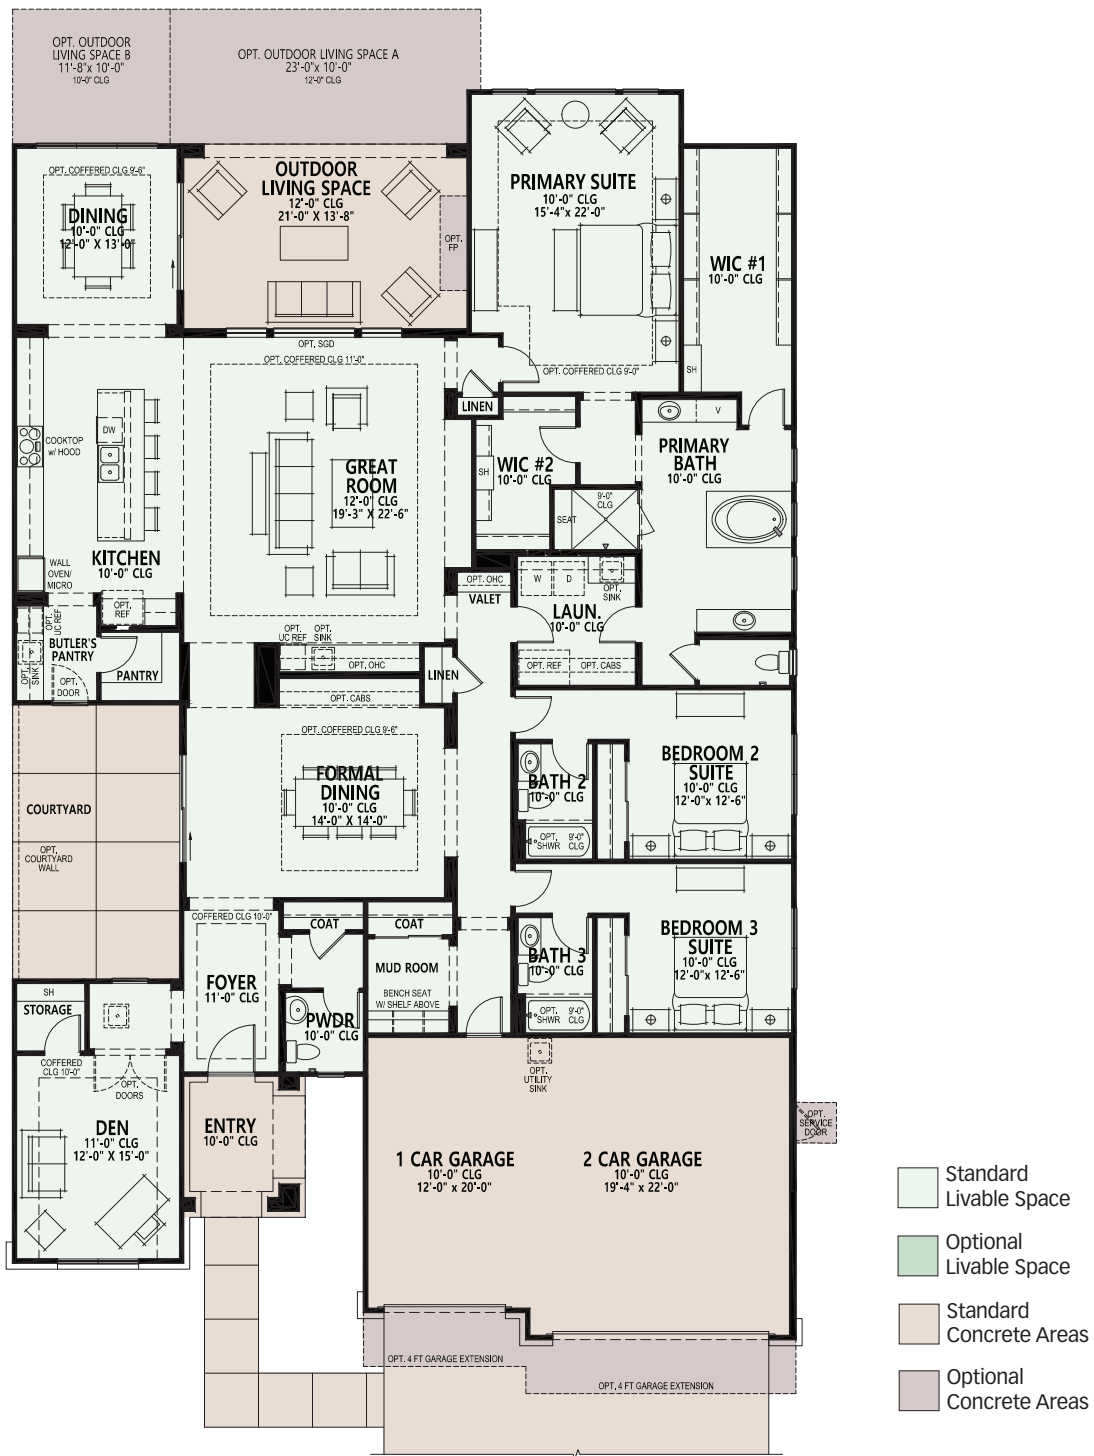 OPT. OUTDOOR
LIVING SPACE B
11'-8"x 10'-0"
10'-0" CLG
OPT. OUTDOOR LIVING SPACE A
23'-0"x 10'-0"
12'-0" CLG
OPT. COFFERED CLG 9'-6"
DINING
10'-0" CLG
12'-0" X 13'-0"
OUTDOOR
LIVING SPACE
12'-0" CLG
21'-0" X 13'-8"
OPT.
FP
PRIMARY SUITE
10'-0" CLG
15'-4"x 22'-0"
OPT. COFFERED CLG 9'-0"
WIC #1
10'-0" CLG
SH
OPT. SGD
OPT. COFFERED CLG 11'-0"
LINEN
V
DW
COOKTOP
w/ HOOD
GREAT
ROOM
12'-0" CLG
19'-3" X 22'-6"
SH
WIC #2
10'-0" CLG
PRIMARY
BATH
10'-0" CLG
9'-0"
CLG
SEAT
KITCHEN
10'-0" CLG
WALL
OVEN/
MICRO
OPT.
REF
OPT. OHC
VALET
W
D
OPT.
SINK
LAUN.
10'-0" CLG
OPT. REF
OPT. CABS
OPT.
UC REF
BUTLER'S
PANTRY
OPT.
SINK
OPT.
DOOR
PANTRY
OPT.
UC REF
OPT.
SINK
OPT. OHC
LINEN
OPT. CABS
OPT. COFFERED CLG 9'-6"
FORMAL
DINING
10'-0" CLG
14'-0" X 14'-0"
COURTYARD
OPT.
COURTYARD
WALL
BATH 2
10'-0" CLG
OPT.
SHWR
9'-0"
CLG
BEDROOM 2
SUITE
10'-0" CLG
12'-0"x 12'-6"
COFFERED CLG 10'-0"
FOYER
11'-0" CLG
COAT
COAT
MUD ROOM
BENCH SEAT
W/ SHELF ABOVE
BATH 3
10'-0" CLG
OPT.
SHWR
9'-0"
CLG
BEDROOM 3
SUITE
10'-0" CLG
12'-0"x 12'-6"
SH
STORAGE
PWDR
10'-0" CLG
COFFERED
CLG 10'-0"
OPT.
DOORS
DEN
11'-0" CLG
12'-0" X 15'-0"
ENTRY
10'-0" CLG
OPT.
UTILITY
SINK
OPT.
SERVICE
DOOR
1 CAR GARAGE
10'-0" CLG
12'-0" x 20'-0"
2 CAR GARAGE
10'-0" CLG
19'-4" x 22'-0"
OPT. 4 FT GARAGE EXTENSION
OPT. 4 FT GARAGE EXTENSION
Standard
Livable Space
Optional
Livable Space
Standard
Concrete Areas
Optional
Concrete Areas